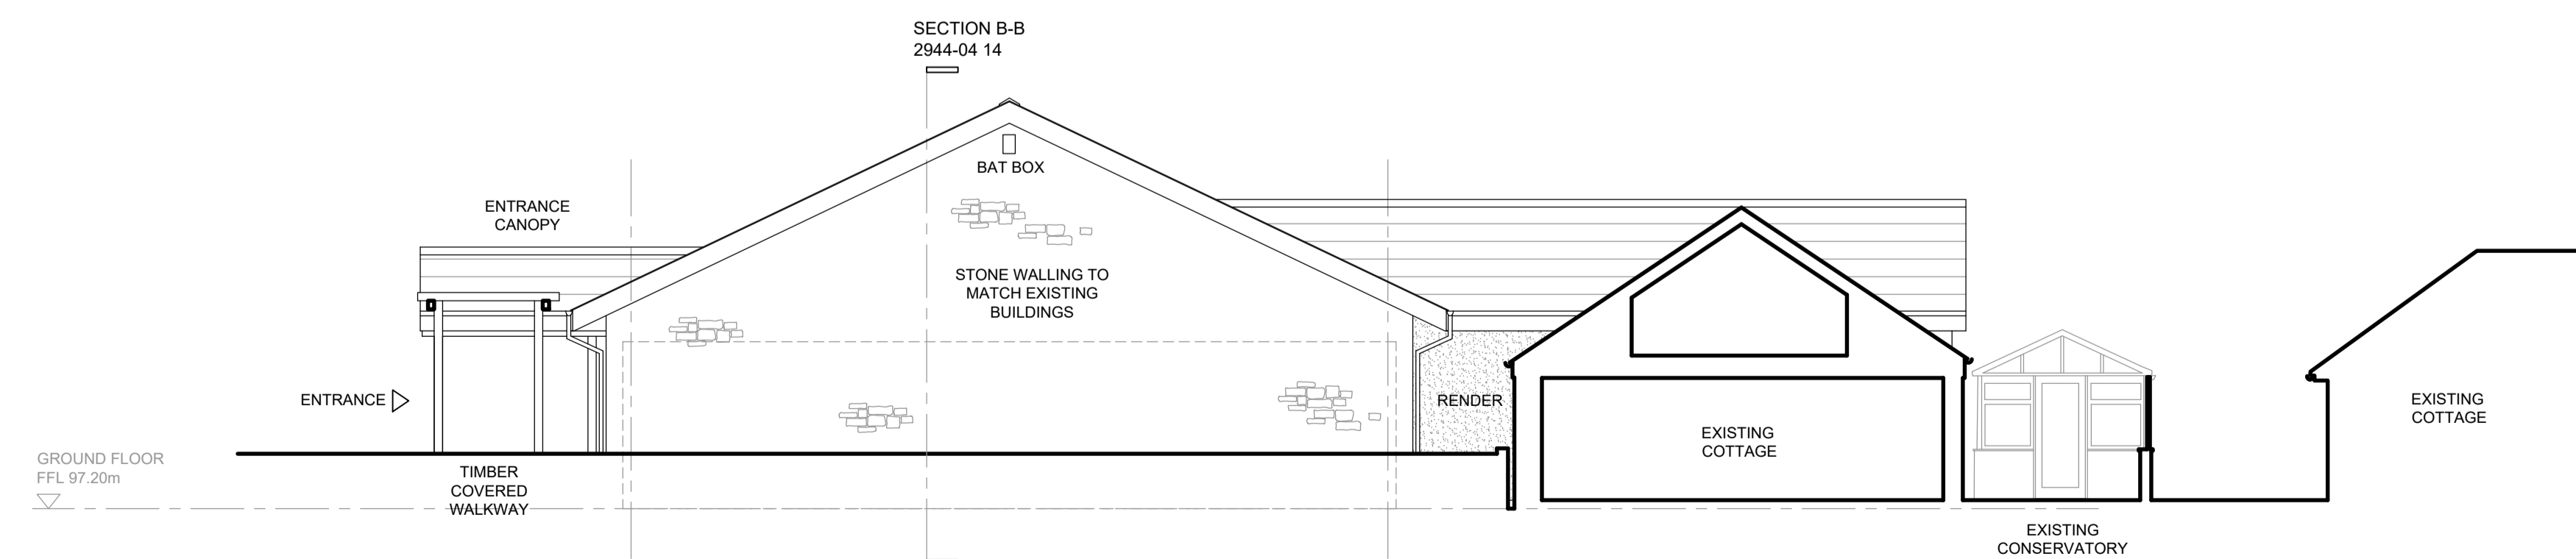 SECTION B-B
2944-04 14
BAT BOX
ENTRANCE
CANOPY
STONE WALLING TO
MATCH EXISTING
BUILDINGS
ENTRANCE
RENDER
EXISTING
COTTAGE
EXISTING
COTTAGE
GROUND FLOOR
FFL 97.20m
TIMBER
COVERED
WALKWAY
EXISTING
CONSERVATORY